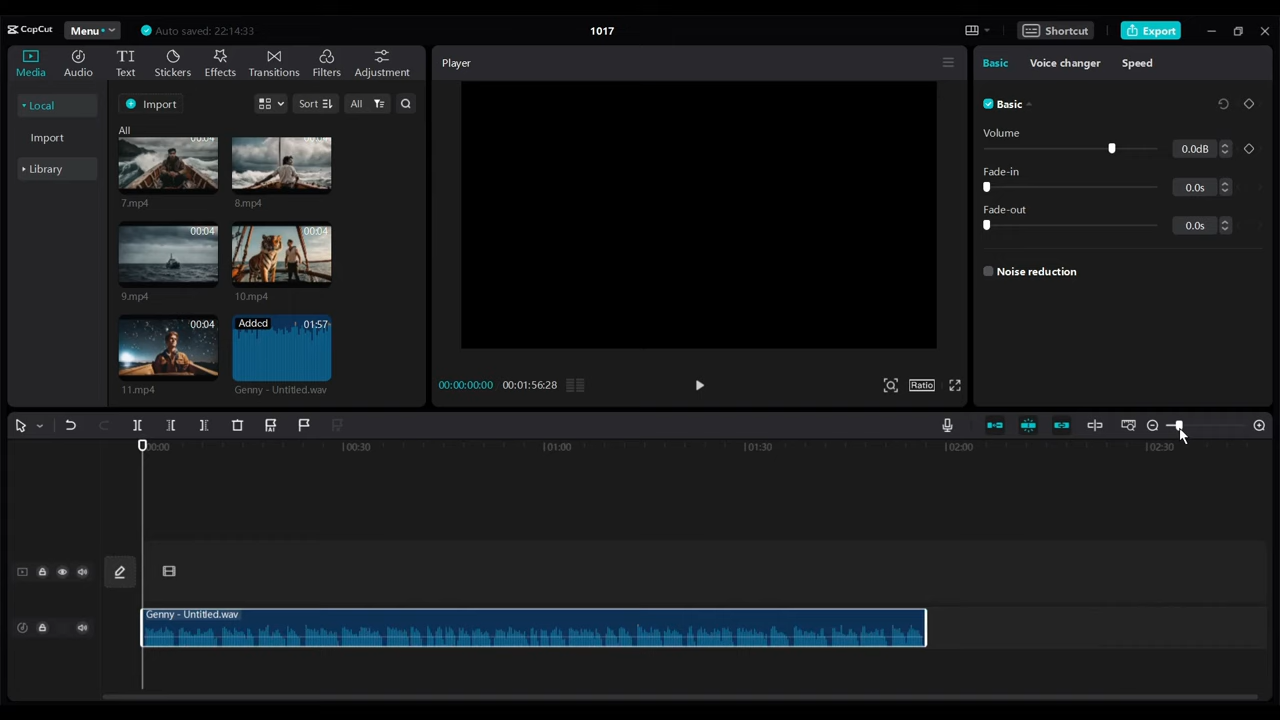 CapCut
Menu
Auto saved: 22:14:33
1017
Shortcut
Export
Media
Audio
Text
Stickers
Effects
Transitions
Filters
Adjustment
Player
Basic
Voice changer
Speed
Local
Import
Sort
All
Basic
Import
All
Volume
0.0dB
Library
00:04
00:04
Fade-in
0.0s
7.mp4
8.mp4
Fade-out
0.0s
00:04
00:04
Noise reduction
9.mp4
10.mp4
00:04
Added
01:57
11.mp4
Genny - Untitled.wav
00:00:00:00
00:01:56:28
Ratio
00:00
00:30
01:00
01:30
02:00
02:30
Genny - Untitled.wav